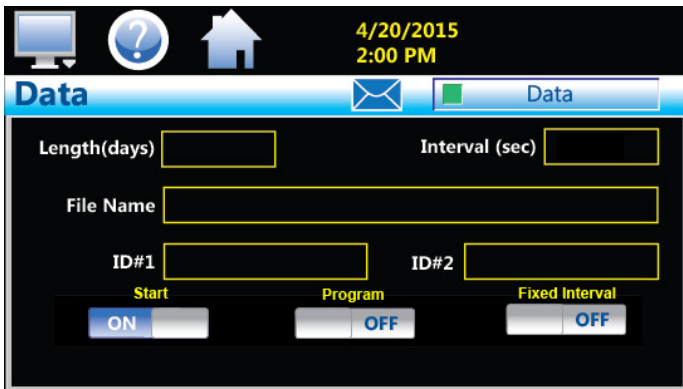 ?
4/20/2015
2:00 PM
Data
Data
Length(days)
Interval (sec)
File Name
ID#1
ID#2
Start
Program
Fixed Interval
ON
OFF
OFF